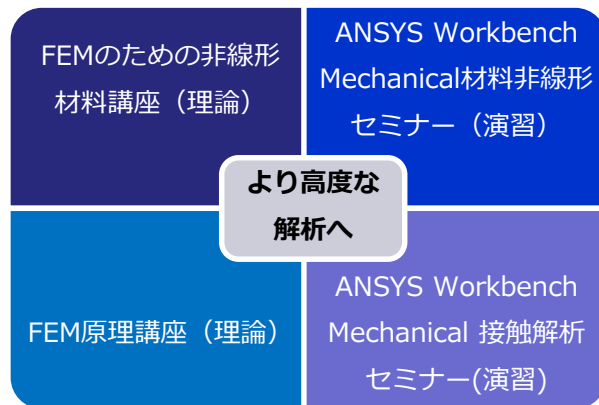 FEMのための非線形
材料講座（理論）
ANSYS Workbench
Mechanical材料非線形
セミナー（演習）
より高度な
解析へ
FEM原理講座（理論）
ANSYS Workbench
Mechanical 接触解析
セミナー(演習)